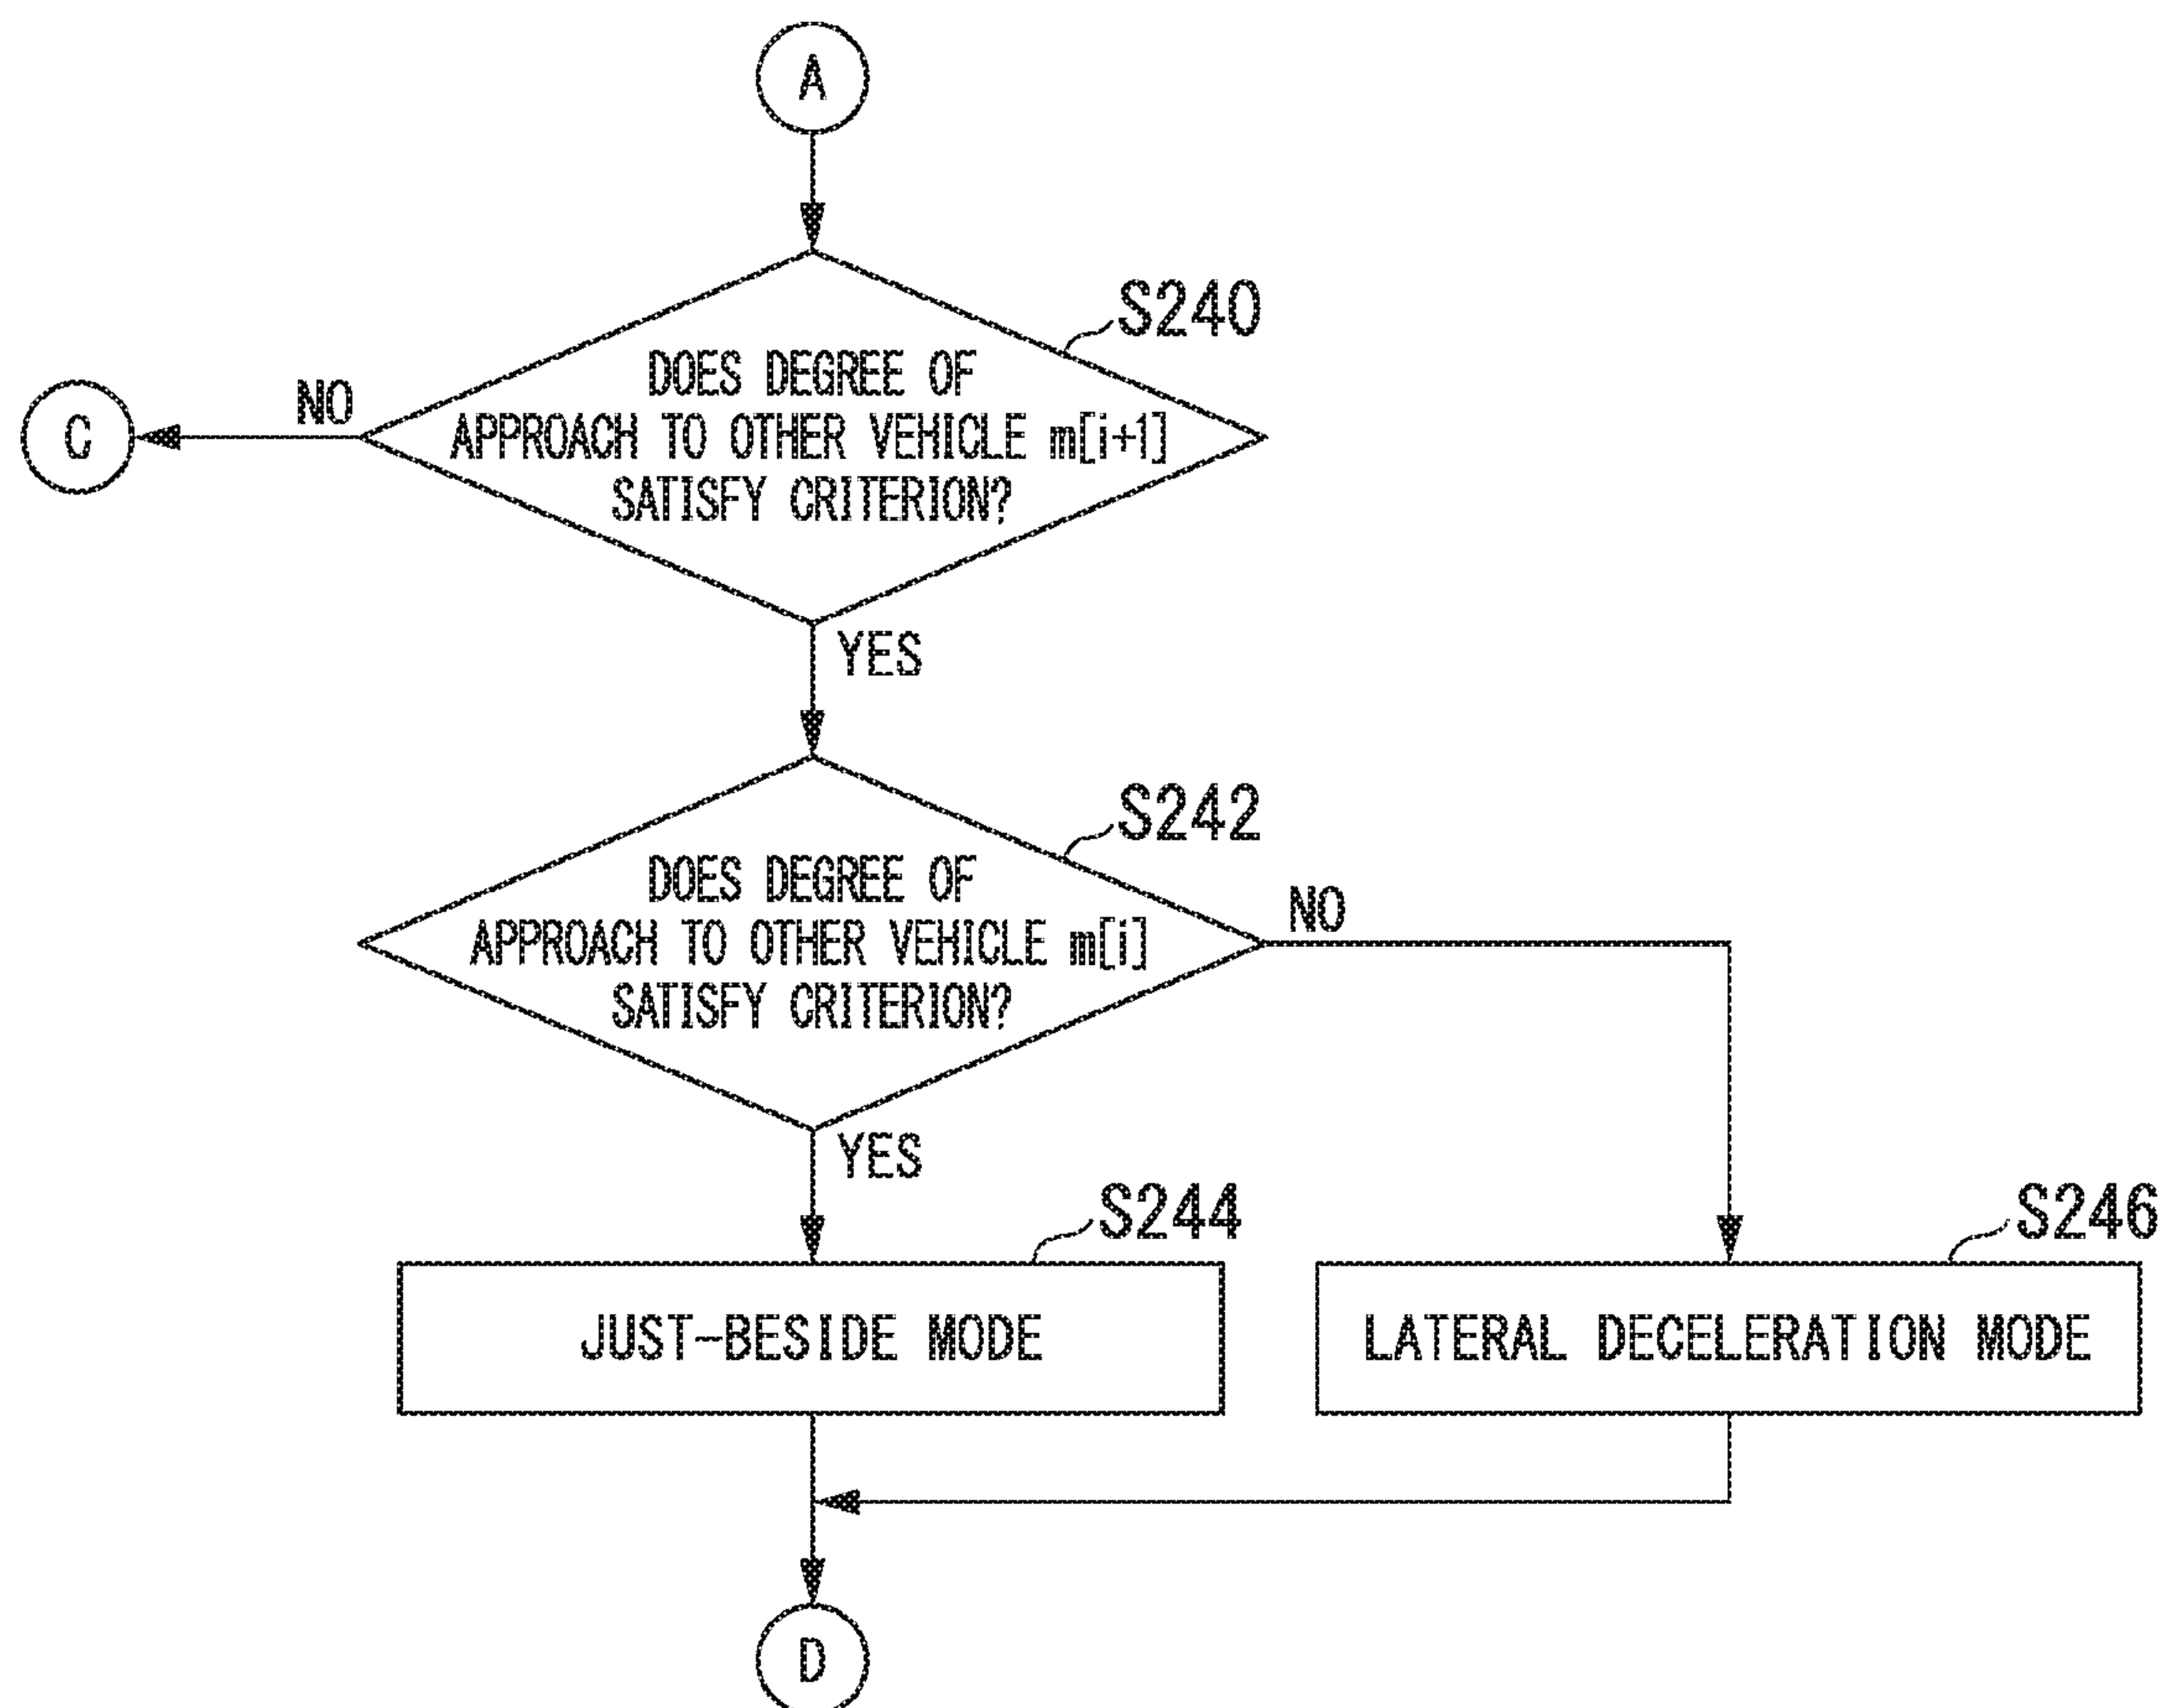 A
S240
DOES DEGREE OF
APPROACH TO OTHER VEHICLE m[i+1]
SATISFY CRITERION?
NO
C
YES
S242
DOES DEGREE OF
APPROACH TO OTHER VEHICLE m[i]
SATISFY CRITERION?
NO
YES
S244
JUST-BESIDE MODE
S246
LATERAL DECELERATION MODE
D